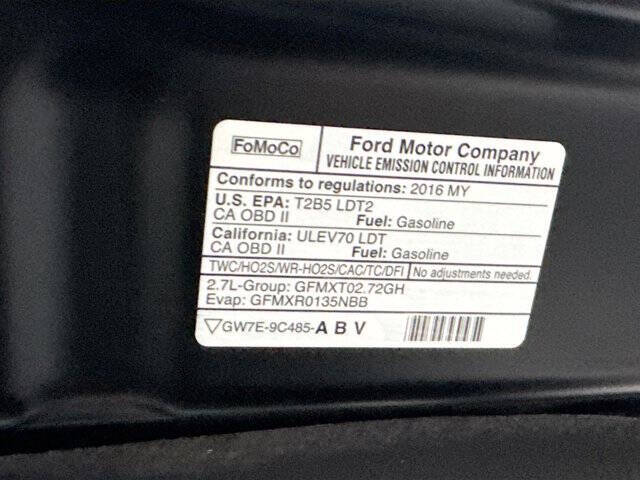 FoMoCo
Ford Motor Company
VEHICLE EMISSION CONTROL INFORMATION
Conforms to regulations: 2016 MY
U.S. EPA: T2B5 LDT2
CA OBD II Fuel: Gasoline
California: ULEV70 LDT
CA OBD II Fuel: Gasoline
TWC/HO2S/WR-HO2S/CAC/TC/DFI No adjustments needed.
2.7L-Group: GFMXT02.72GH
Evap: GFMXR0135NBB
GW7E-9C485-A B V